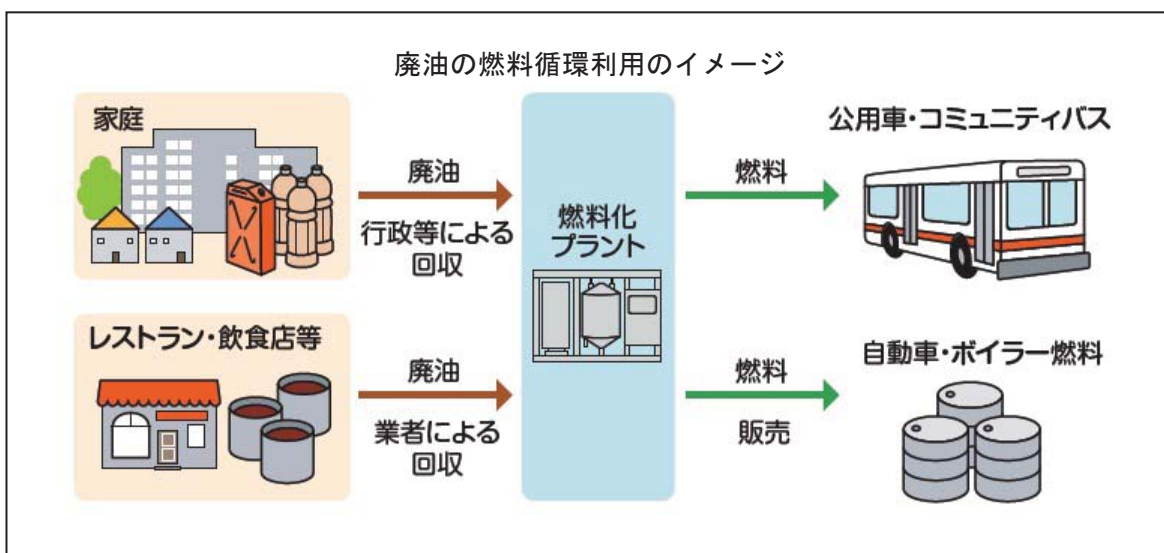 廃油の燃料循環利用のイメージ
家庭
廃油
行政等による
回収
レストラン・飲食店等
廃油
業者による
回収
燃料化
プラント
燃料
公用車・コミュニティバス
燃料
販売
自動車・ボイラー燃料